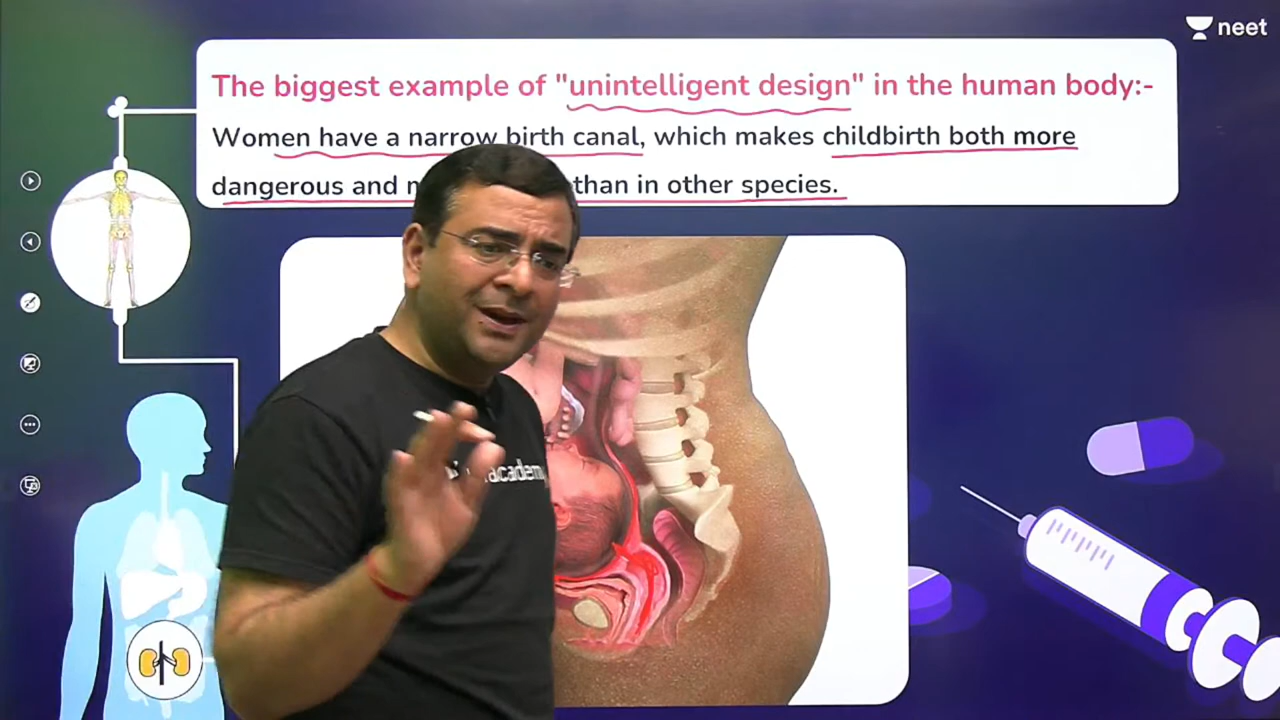 neet
The biggest example of "unintelligent design" in the human body:-
Women have a narrow birth canal, which makes childbirth both more
dangerous and than in other species.
academy